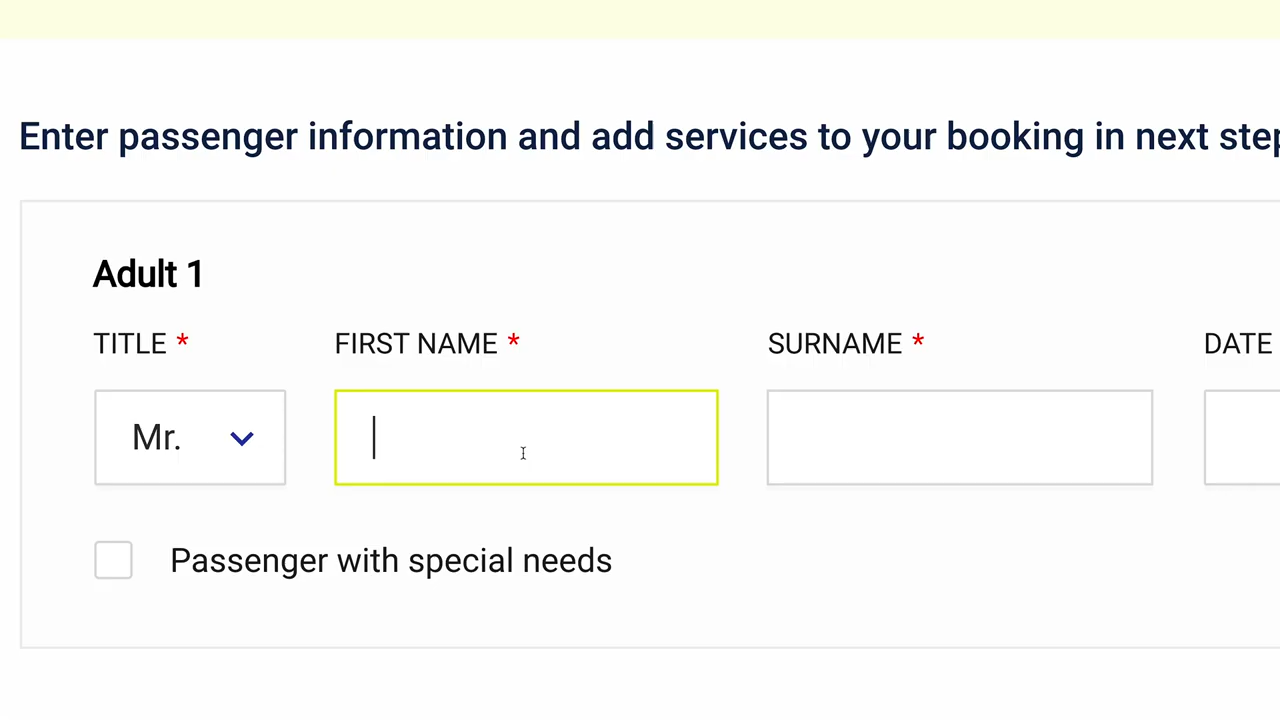 Enter passenger information and add services to your booking in next step
Adult 1
TITLE * FIRST NAME * SURNAME * DATE
Mr.
Passenger with special needs